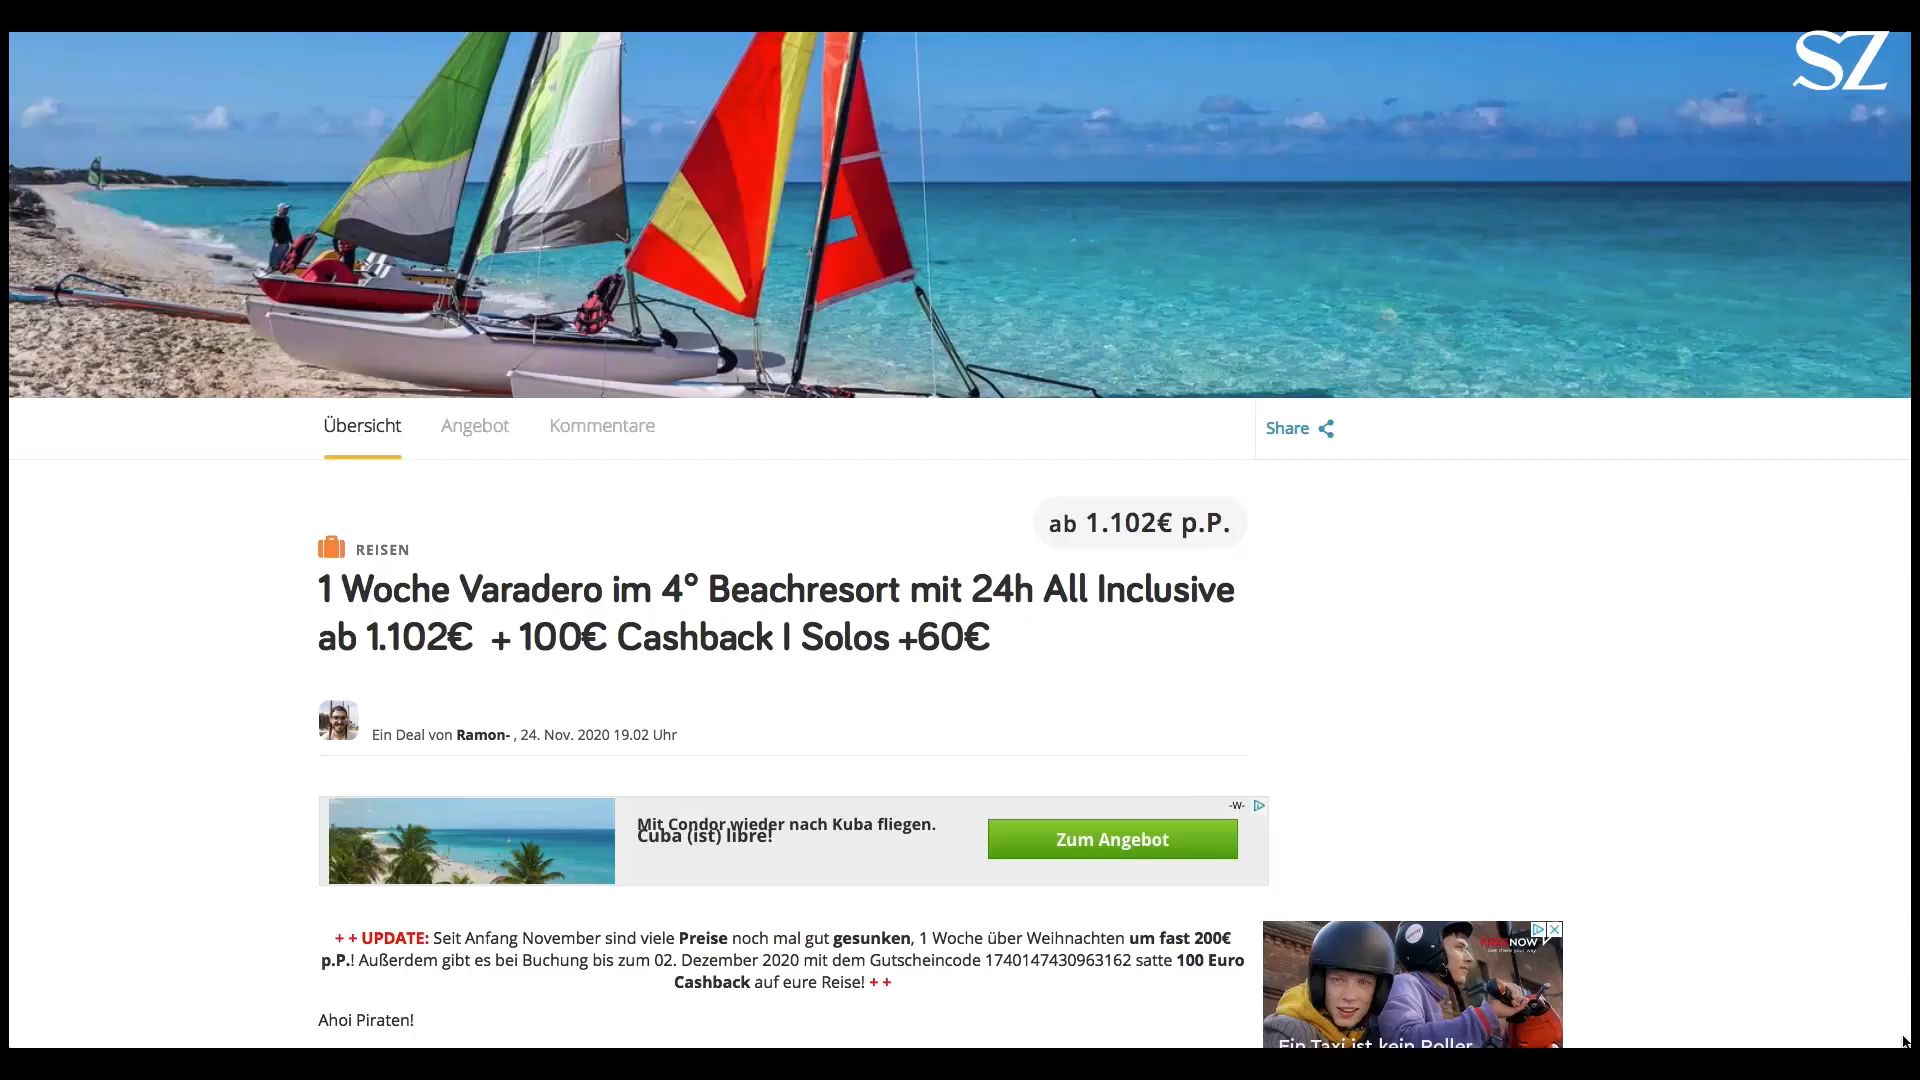 SZ
Übersicht Angebot Kommentare Share
ab 1.102€ p.P.
REISEN
1 Woche Varadero im 4° Beachresort mit 24h All Inclusive
ab 1.102€ + 100€ Cashback I Solos +60€
Ein Deal von Ramon- , 24. Nov. 2020 19.02 Uhr
-W-
Mit Condor wieder nach Kuba fliegen.
Cuba (ist) libre!
Zum Angebot
+ + UPDATE: Seit Anfang November sind viele Preise noch mal gut gesunken, 1 Woche über Weihnachten um fast 200€
p.P.! Außerdem gibt es bei Buchung bis zum 02. Dezember 2020 mit dem Gutscheincode 1740147430963162 satte 100 Euro
Cashback auf eure Reise! + +
FREE NOW
Ahoi Piraten!
Ein Taxi ist kein Roller